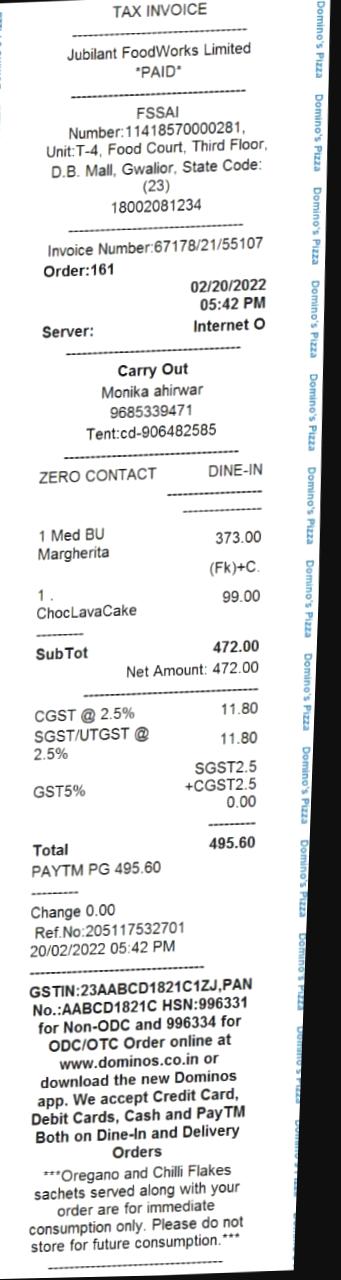 TAX INVOICE
------------------------------
Jubilant FoodWorks Limited
*PAID*
------------------------------
FSSAI
Number:11418570000281,
Unit:T-4, Food Court, Third Floor,
D.B. Mall, Gwalior, State Code:
(23)
18002081234
------------------------------
Invoice Number:67178/21/55107
Order:161
02/20/2022
05:42 PM
Server: Internet O
------------------------------
Carry Out
Monika ahirwar
9685339471
Tent:cd-906482585
------------------------------
ZERO CONTACT DINE-IN
----------------
-------------
1 Med BU 373.00
Margherita
(Fk)+C.
1 . 99.00
ChocLavaCake
---------
SubTot 472.00
Net Amount: 472.00
------------------------------
CGST @ 2.5% 11.80
SGST/UTGST @ 11.80
2.5%
SGST2.5
GST5% +CGST2.5
0.00
---------
Total 495.60
PAYTM PG 495.60
---------
Change 0.00
Ref.No:205117532701
20/02/2022 05:42 PM
------------------------------
GSTIN:23AABCD1821C1ZJ,PAN
No.:AABCD1821C HSN:996331
for Non-ODC and 996334 for
ODC/OTC Order online at
www.dominos.co.in or
download the new Dominos
app. We accept Credit Card,
Debit Cards, Cash and PayTM
Both on Dine-In and Delivery
Orders
***Oregano and Chilli Flakes
sachets served along with your
order are for immediate
consumption only. Please do not
store for future consumption.***
------------------------------
Domino's Pizza Domino's Pizza Domino's Pizza Domino's Pizza Domino's Pizza Domino's Pizza Domino's Pizza Domino's Pizza Domino's Pizza Domino's Pizza Domino's Pizza Domino's Pizza